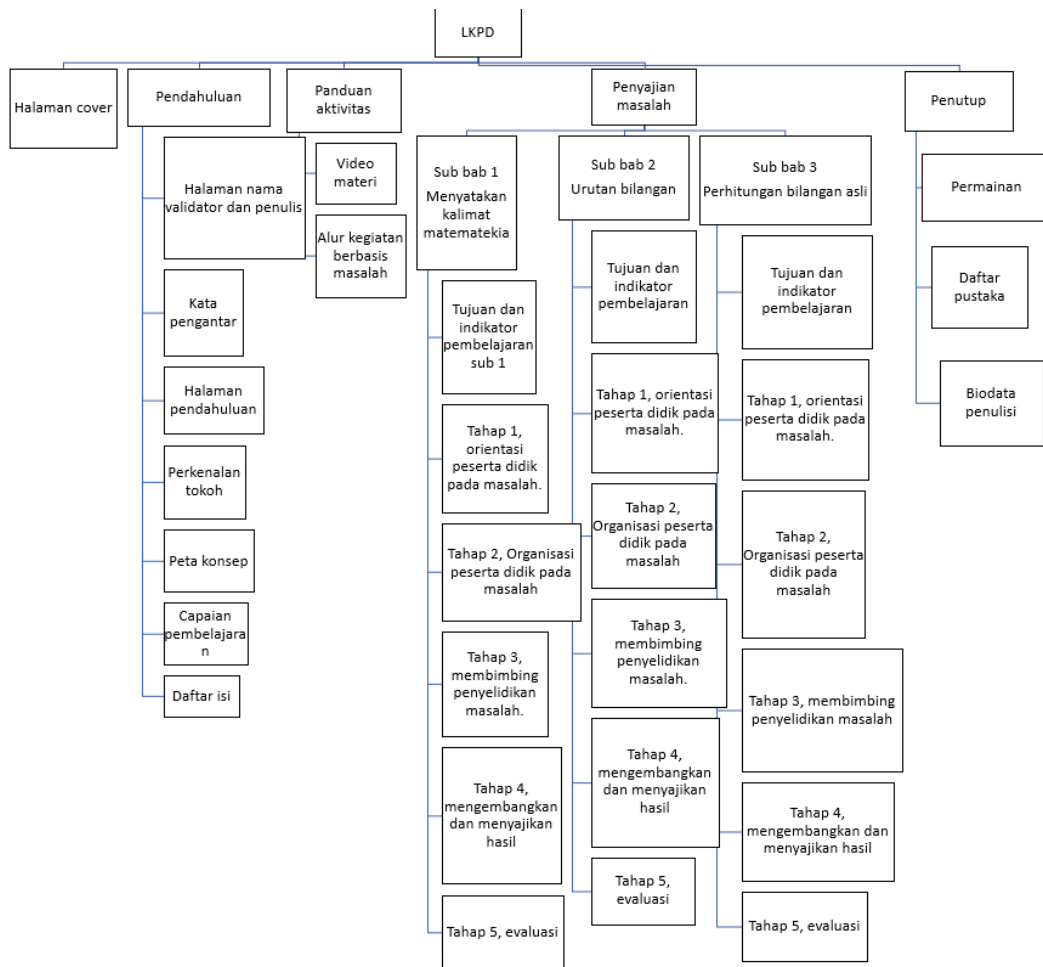 LKPD
Halaman cover
Pendahuluan
Panduan
aktivitas
Penyajian
masalah
Penutup
Halaman nama
validator dan penulis
Kata
pengantar
Halaman
pendahuluan
Perkenalan
tokoh
Peta konsep
Capaian
pembelajara
n
Daftar isi
Video
materi
Alur kegiatan
berbasis
masalah
Sub bab 1
Menyatakan
kalimat
matematekia
Tujuan dan
indikator
pembelajaran
sub 1
Tahap 1,
orientasi
peserta didik
pada masalah.
Tahap 2, Organisasi
peserta didik pada
masalah
Tahap 3,
membimbing
penyelidikan
masalah.
Tahap 4,
mengembangkan
dan menyajikan
hasil
Tahap 5, evaluasi
Sub bab 2
Urutan bilangan
Tujuan dan
indikator
pembelajaran
Tahap 1, orientasi
peserta didik pada
masalah.
Tahap 2,
Organisasi peserta
didik pada
masalah
Tahap 3,
membimbing
penyelidikan
masalah.
Tahap 4,
mengembangkan
dan menyajikan
hasil
Tahap 5,
evaluasi
Sub bab 3
Perhitungan bilangan asli
Tujuan dan
indikator
pembelajaran
Tahap 1, orientasi
peserta didik pada
masalah.
Tahap 2,
Organisasi peserta
didik pada
masalah
Tahap 3, membimbing
penyelidikan masalah
Tahap 4,
mengembangkan dan
menyajikan hasil
Tahap 5, evaluasi
Permainan
Daftar
pustaka
Biodata
penulisi